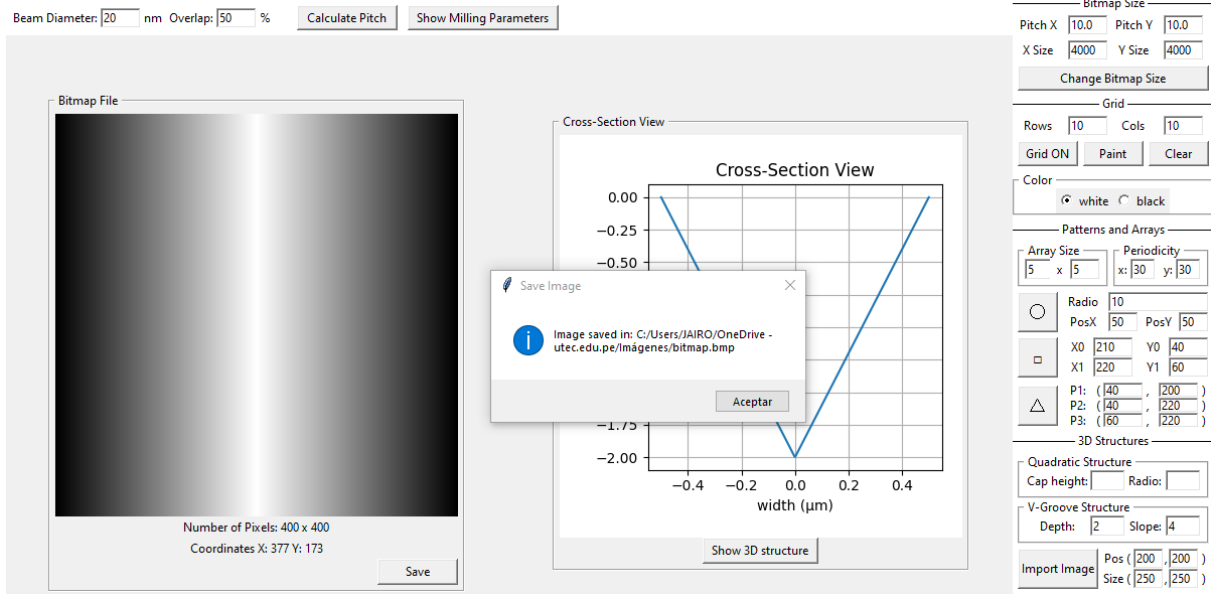 Beam Diameter: 20 nm Overlap: 50 % Calculate Pitch Show Milling Parameters
Bitmap File
Number of Pixels: 400 x 400
Coordinates X: 377 Y: 173
Save
Cross-Section View
Cross-Section View
0.00
−0.25
−0.50
−1.75
−2.00
−0.4 −0.2 0.0 0.2 0.4
width (μm)
Show 3D structure
Save Image
Image saved in: C:/Users/JAIRO/OneDrive -
utec.edu.pe/Imágenes/bitmap.bmp
Aceptar
Bitmap Size
Pitch X 10.0 Pitch Y 10.0
X Size 4000 Y Size 4000
Change Bitmap Size
Grid
Rows 10 Cols 10
Grid ON Paint Clear
Color
white black
Patterns and Arrays
Array Size Periodicity
5 x 5 x: 30 y: 30
Radio 10
PosX 50 PosY 50
X0 210 Y0 40
X1 220 Y1 60
P1: ( 40 , 200 )
P2: ( 40 , 220 )
P3: ( 60 , 220 )
3D Structures
Quadratic Structure
Cap height: Radio:
V-Groove Structure
Depth: 2 Slope: 4
Import Image Pos ( 200 , 200 )
Size ( 250 , 250 )